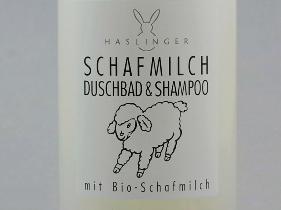 HASLINGER
SCHAFMILCH
DUSCHBAD & SHAMPOO
mit Bio-Schafmilch